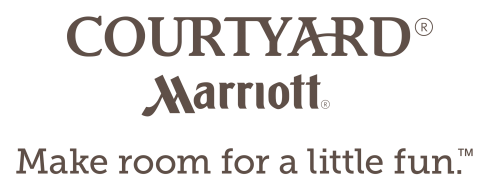 COURTYARD®
Marriott®
Make room for a little fun.™